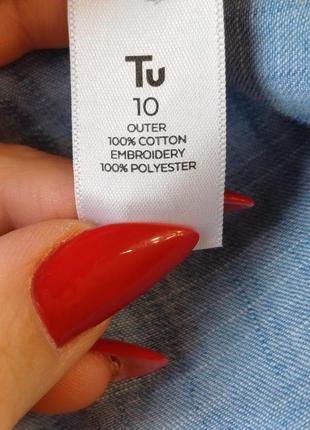 Tu
10
OUTER
100% COTTON
EMBROIDERY
100% POLYESTER